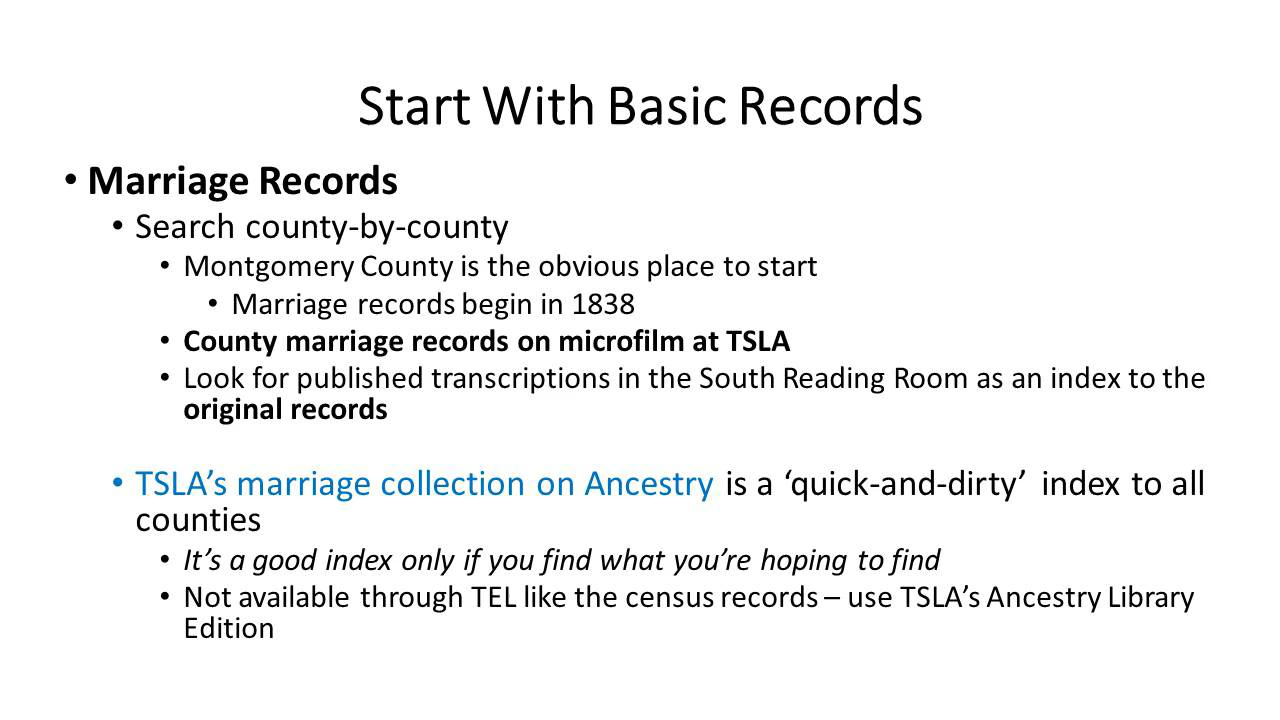 Start With Basic Records
• Marriage Records
• Search county-by-county
• Montgomery County is the obvious place to start
• Marriage records begin in 1838
• County marriage records on microfilm at TSLA
• Look for published transcriptions in the South Reading Room as an index to the
original records
• TSLA’s marriage collection on Ancestry is a ‘quick-and-dirty’ index to all
counties
• It’s a good index only if you find what you’re hoping to find
• Not available through TEL like the census records – use TSLA’s Ancestry Library
Edition